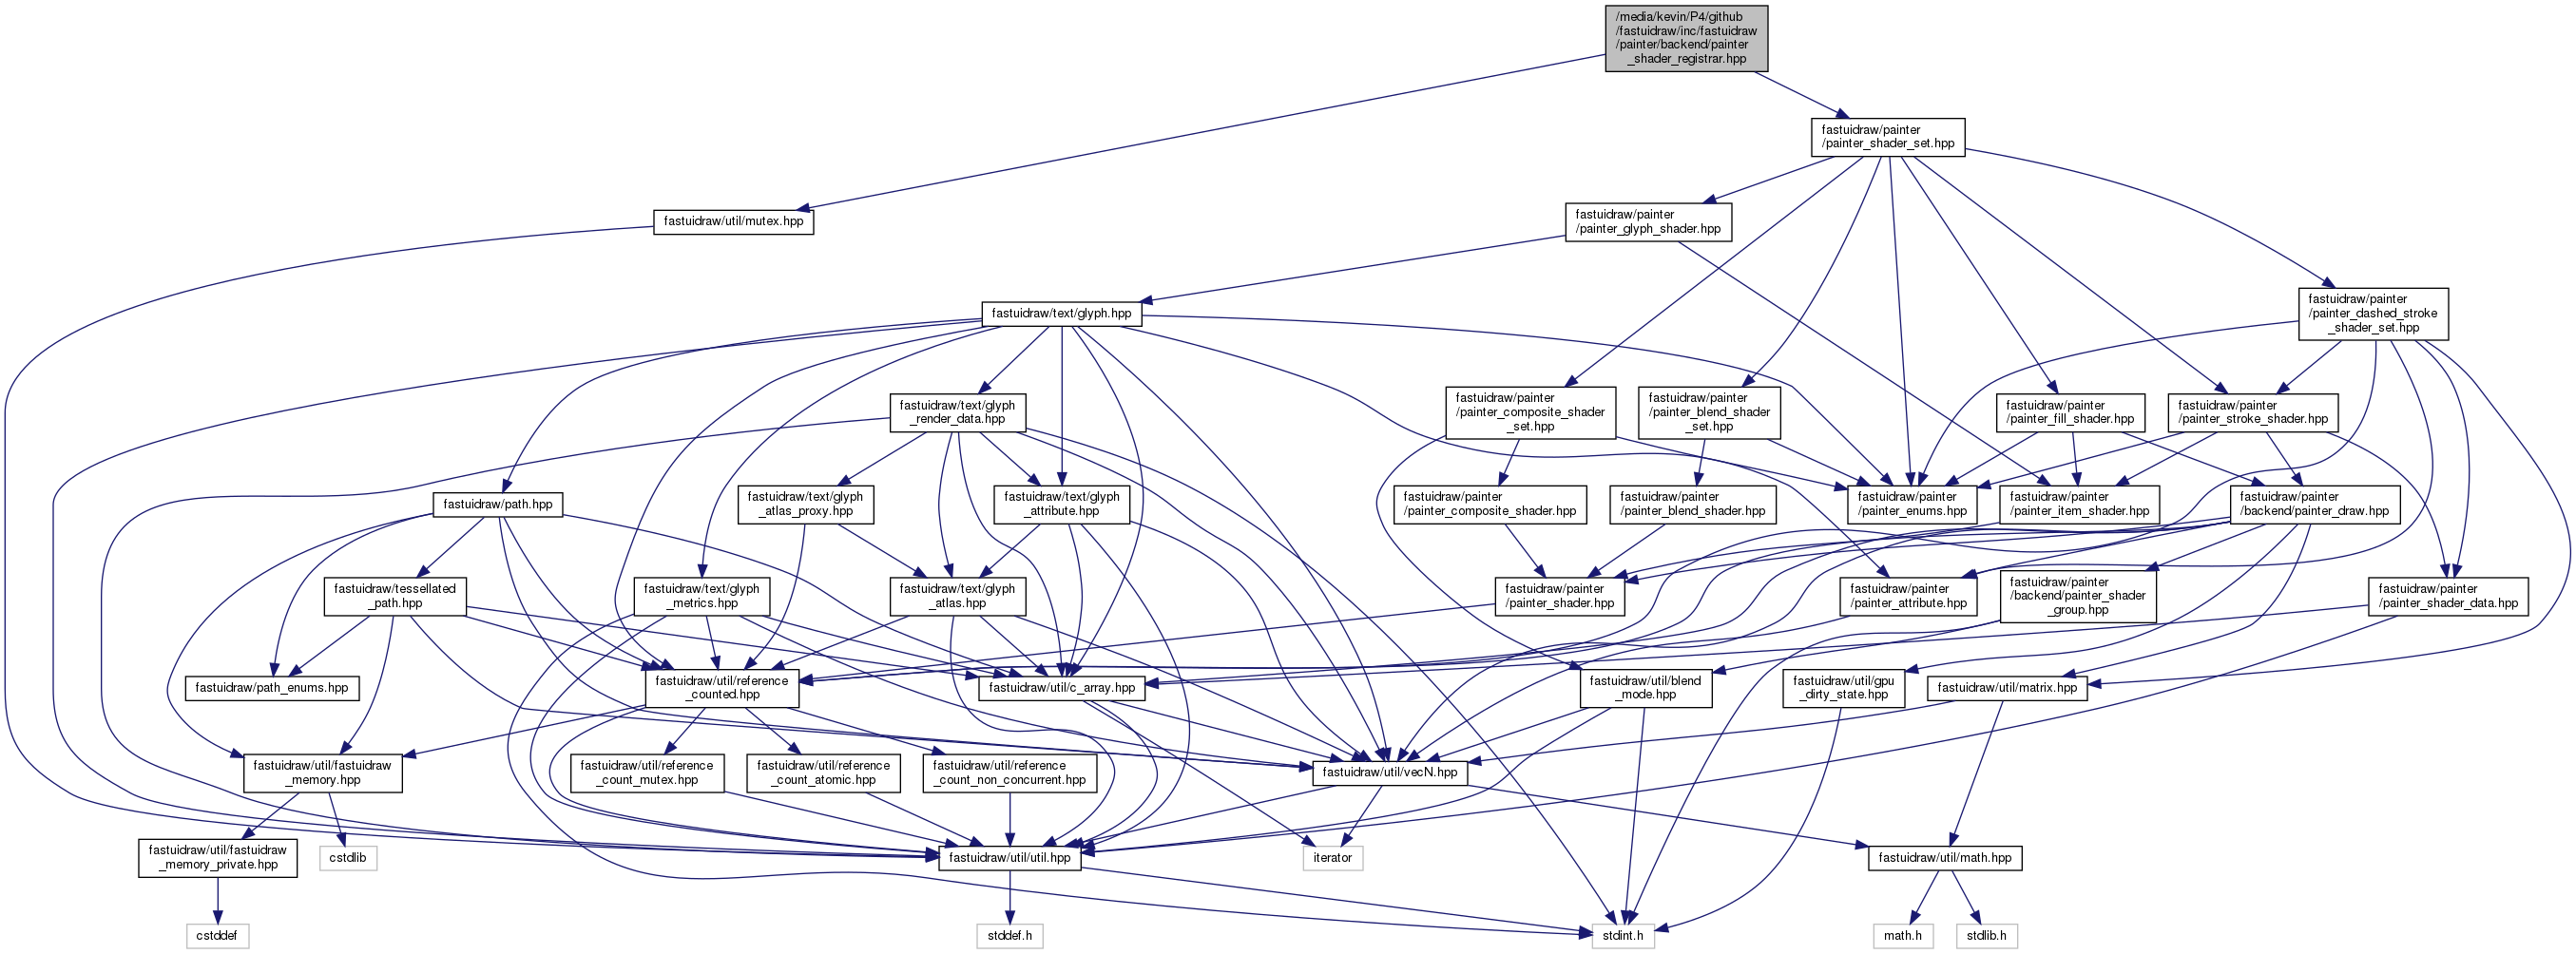 /media/kevin/P4/github
/fastuidraw/inc/fastuidraw
/painter/backend/painter
_shader_registrar.hpp
fastuidraw/painter
/painter_shader_set.hpp
fastuidraw/util/mutex.hpp
fastuidraw/painter
/painter_glyph_shader.hpp
fastuidraw/text/glyph.hpp
fastuidraw/painter
/painter_dashed_stroke
_shader_set.hpp
fastuidraw/text/glyph
_render_data.hpp
fastuidraw/painter
/painter_composite_shader
_set.hpp
fastuidraw/painter
/painter_blend_shader
_set.hpp
fastuidraw/painter
/painter_fill_shader.hpp
fastuidraw/painter
/painter_stroke_shader.hpp
fastuidraw/path.hpp
fastuidraw/text/glyph
_atlas_proxy.hpp
fastuidraw/text/glyph
_attribute.hpp
fastuidraw/painter
/painter_composite_shader.hpp
fastuidraw/painter
/painter_blend_shader.hpp
fastuidraw/painter
/painter_enums.hpp
fastuidraw/painter
/painter_item_shader.hpp
fastuidraw/painter
/backend/painter_draw.hpp
fastuidraw/tessellated
_path.hpp
fastuidraw/text/glyph
_metrics.hpp
fastuidraw/text/glyph
_atlas.hpp
fastuidraw/painter
/painter_shader.hpp
fastuidraw/painter
/painter_attribute.hpp
fastuidraw/painter
/backend/painter_shader
_group.hpp
fastuidraw/painter
/painter_shader_data.hpp
fastuidraw/path_enums.hpp
fastuidraw/util/reference
_counted.hpp
fastuidraw/util/c_array.hpp
fastuidraw/util/blend
_mode.hpp
fastuidraw/util/gpu
_dirty_state.hpp
fastuidraw/util/matrix.hpp
fastuidraw/util/fastuidraw
_memory.hpp
fastuidraw/util/reference
_count_mutex.hpp
fastuidraw/util/reference
_count_atomic.hpp
fastuidraw/util/reference
_count_non_concurrent.hpp
fastuidraw/util/vecN.hpp
fastuidraw/util/fastuidraw
_memory_private.hpp
cstdlib
fastuidraw/util/util.hpp
iterator
fastuidraw/util/math.hpp
cstddef
stddef.h
stdint.h
math.h
stdlib.h